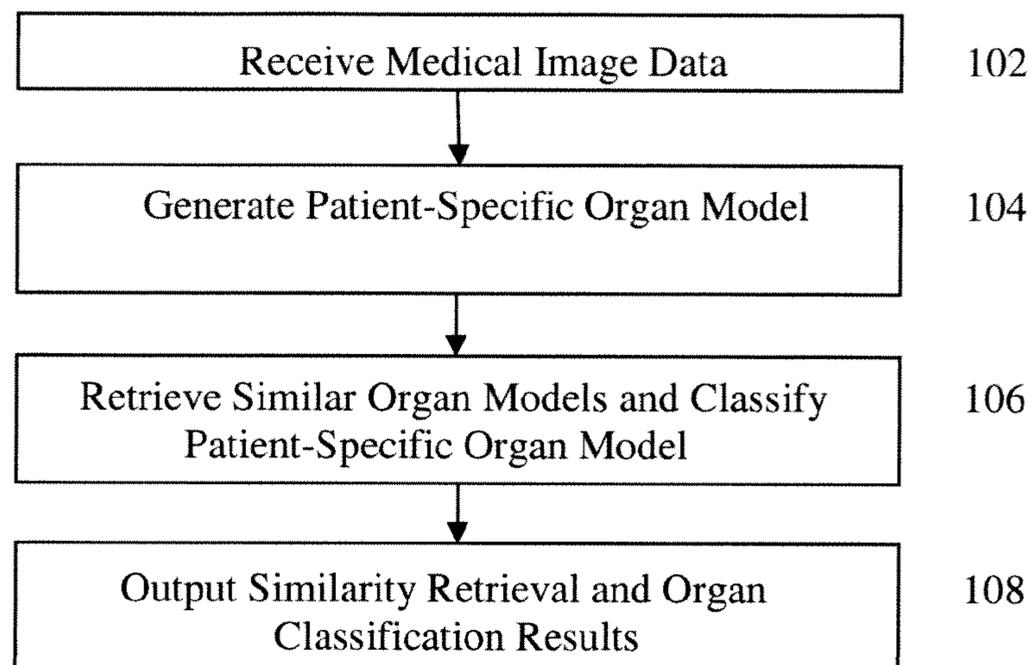 Receive Medical Image Data 102
Generate Patient-Specific Organ Model 104
Retrieve Similar Organ Models and Classify 106
Patient-Specific Organ Model
Output Similarity Retrieval and Organ 108
Classification Results